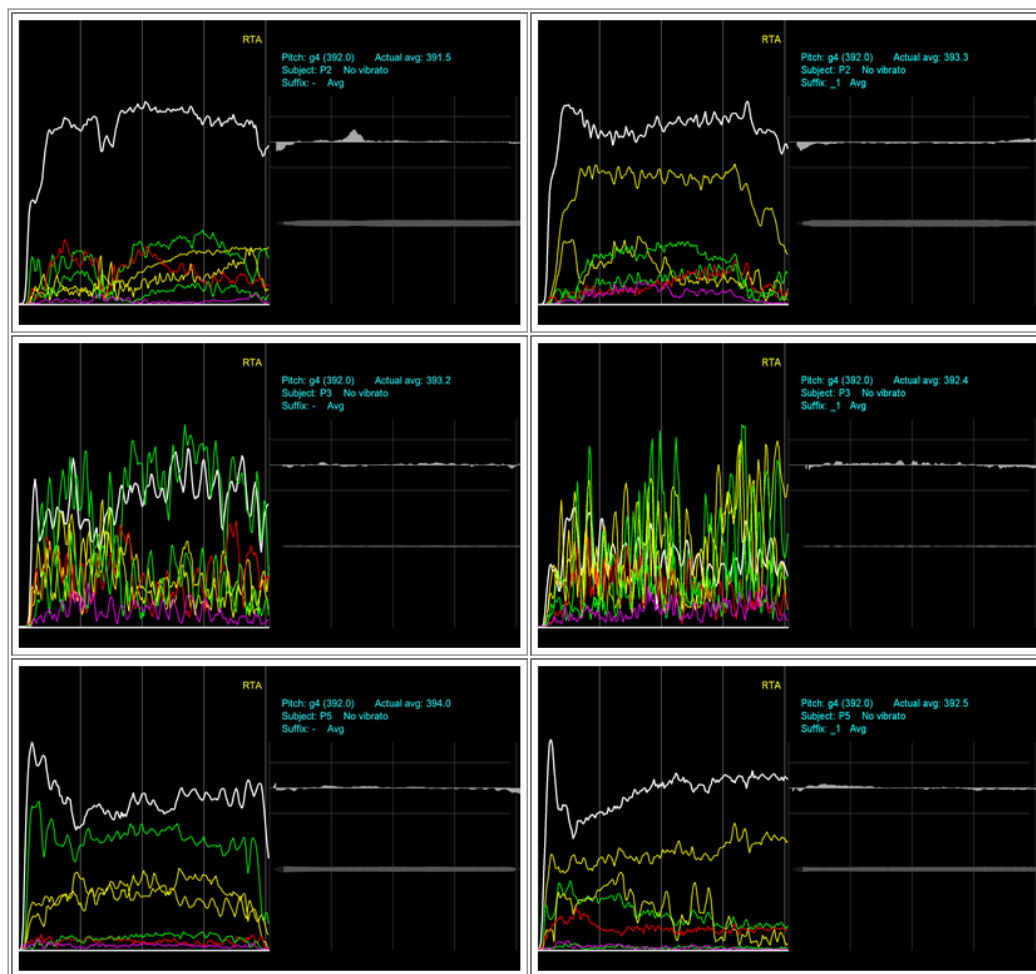 RTA
Pitch: g4 (392.0) Actual avg: 391.5
Subject: P2 No vibrato
Suffix: - Avg
RTA
Pitch: g4 (392.0) Actual avg: 393.3
Subject: P2 No vibrato
Suffix: _1 Avg
RTA
Pitch: g4 (392.0) Actual avg: 393.2
Subject: P3 No vibrato
Suffix: - Avg
RTA
Pitch: g4 (392.0) Actual avg: 392.4
Subject: P3 No vibrato
Suffix: _1 Avg
RTA
Pitch: g4 (392.0) Actual avg: 394.0
Subject: P5 No vibrato
Suffix: - Avg
RTA
Pitch: g4 (392.0) Actual avg: 392.5
Subject: P5 No vibrato
Suffix: _1 Avg